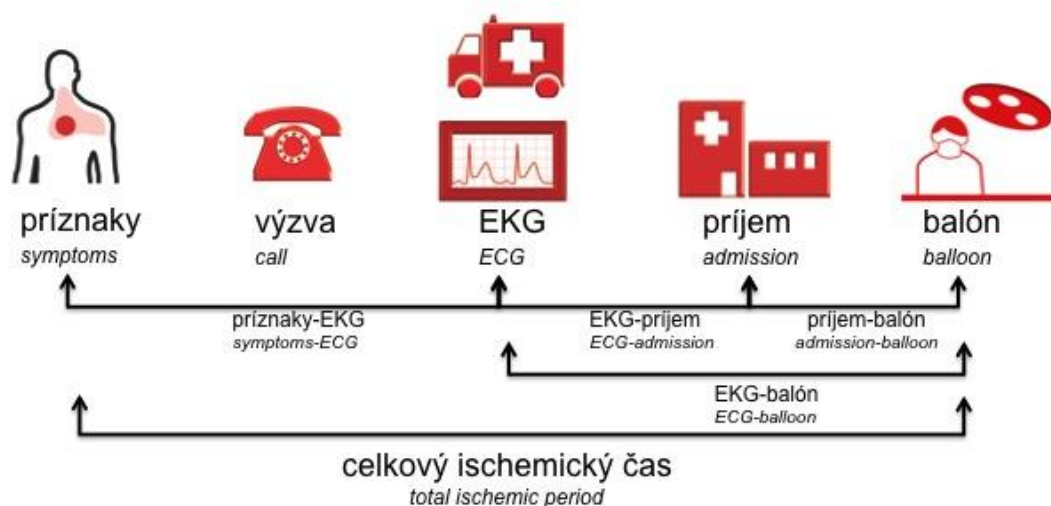 príznaky
symptoms
výzva
call
EKG
ECG
príjem
admission
balón
balloon
príznaky-EKG
symptoms-ECG
EKG-príjem
ECG-admission
príjem-balón
admission-balloon
EKG-balón
ECG-balloon
celkový ischemický čas
total ischemic period